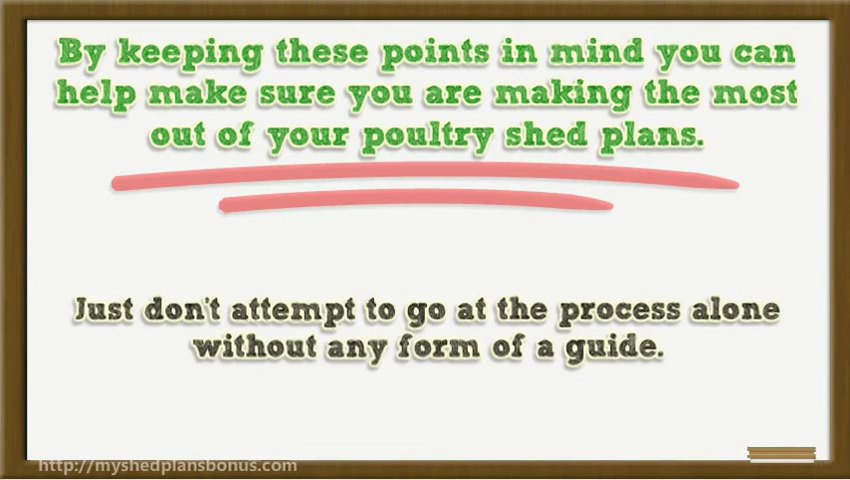 By keeping these points in mind you can
help make sure you are making the most
out of your poultry shed plans.
Just don't attempt to go at the process alone
without any form of a guide.
http://myshedplansbonus.com